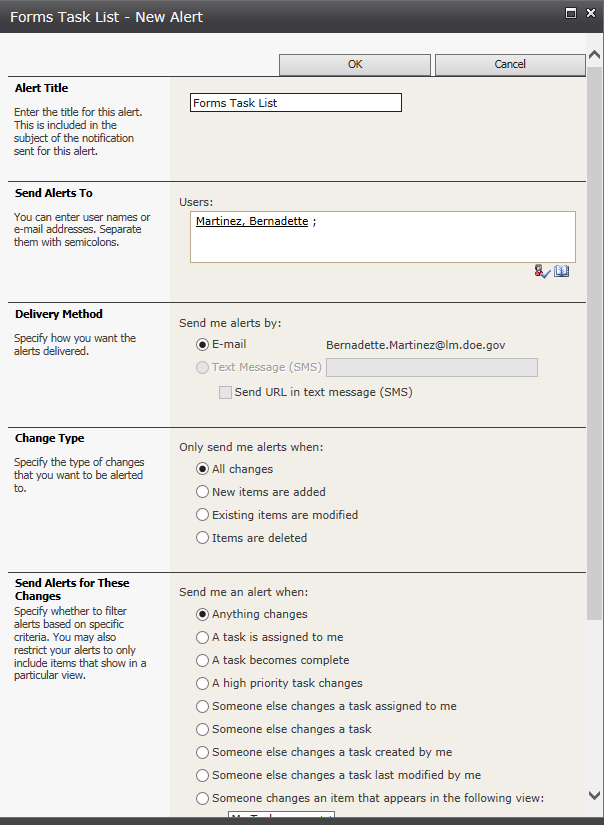 Forms Task List - New Alert
OK
Cancel
Alert Title
Enter the title for this alert.
This is included in the
subject of the notification
sent for this alert.
Forms Task List
Send Alerts To
You can enter user names or
e-mail addresses. Separate
them with semicolons.
Users:
Martinez, Bernadette ;
Delivery Method
Specify how you want the
alerts delivered.
Send me alerts by:
E-mail
Bernadette.Martinez@lm.doe.gov
Text Message (SMS)
Send URL in text message (SMS)
Change Type
Specify the type of changes
that you want to be alerted
to.
Only send me alerts when:
All changes
New items are added
Existing items are modified
Items are deleted
Send Alerts for These
Changes
Specify whether to filter
alerts based on specific
criteria. You may also
restrict your alerts to only
include items that show in a
particular view.
Send me an alert when:
Anything changes
A task is assigned to me
A task becomes complete
A high priority task changes
Someone else changes a task assigned to me
Someone else changes a task
Someone else changes a task created by me
Someone else changes a task last modified by me
Someone changes an item that appears in the following view: